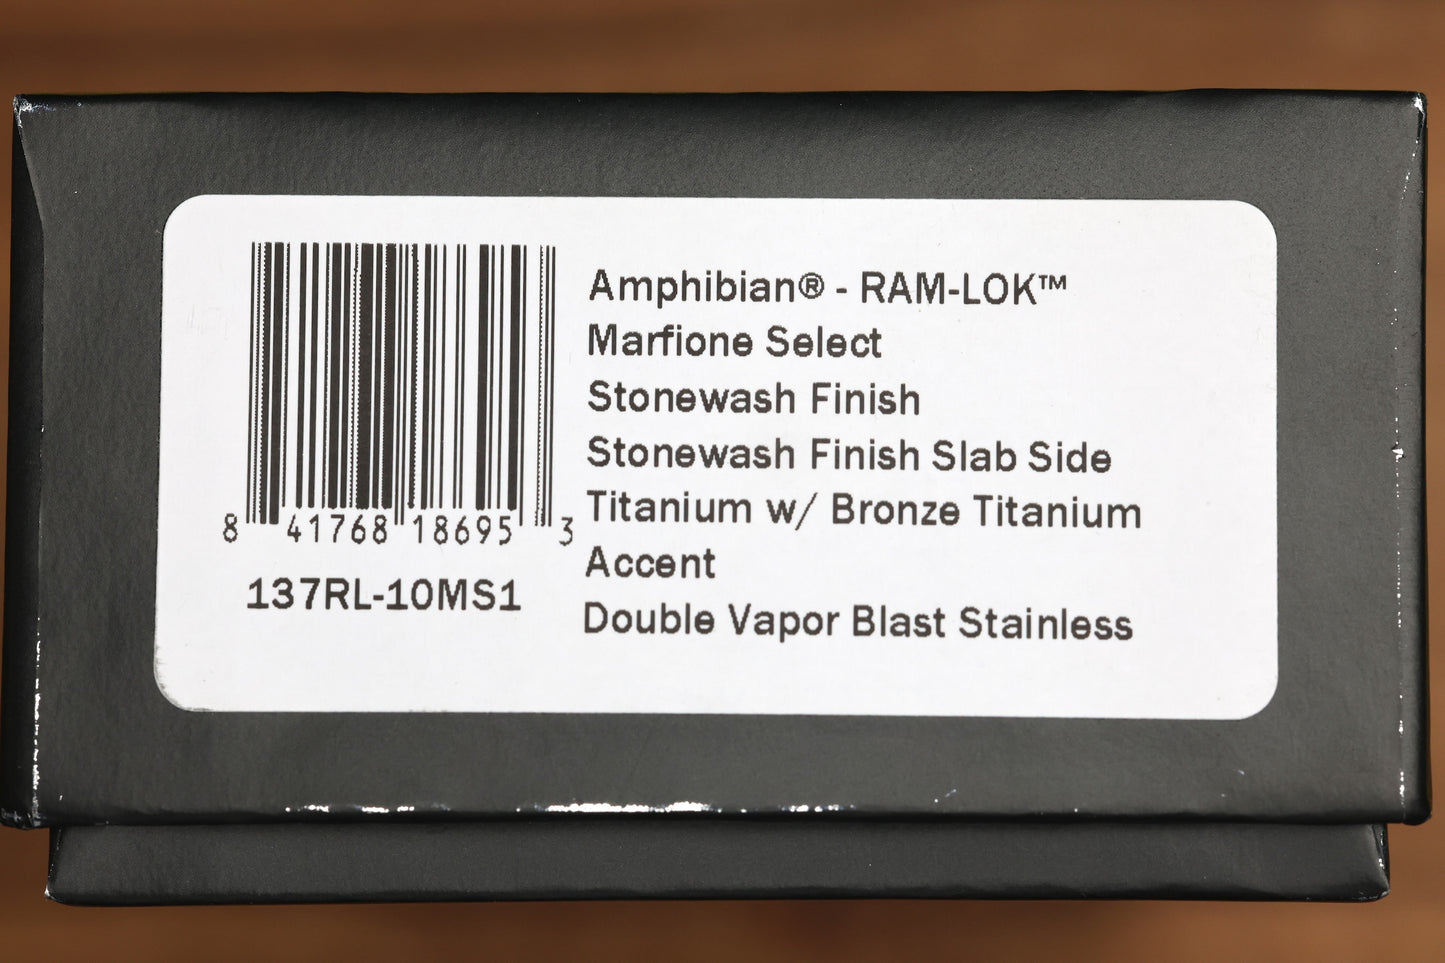 8 41768 18695 3
137RL-10MS1
Amphibian® - RAM-LOK™
Marfione Select
Stonewash Finish
Stonewash Finish Slab Side
Titanium w/ Bronze Titanium
Accent
Double Vapor Blast Stainless